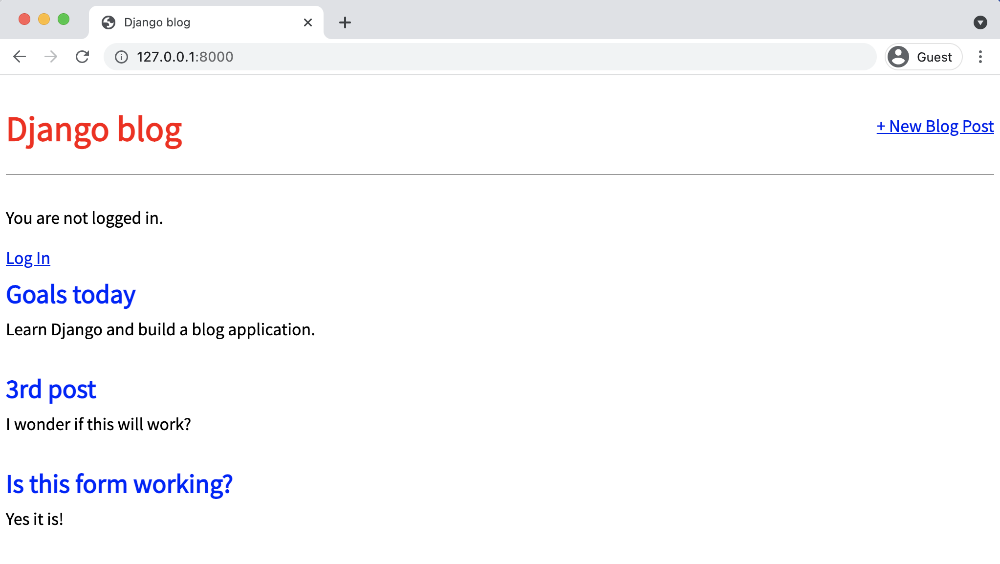 Django blog
127.0.0.1:8000
Guest
Django blog
+ New Blog Post
You are not logged in.
Log In
Goals today
Learn Django and build a blog application.
3rd post
I wonder if this will work?
Is this form working?
Yes it is!